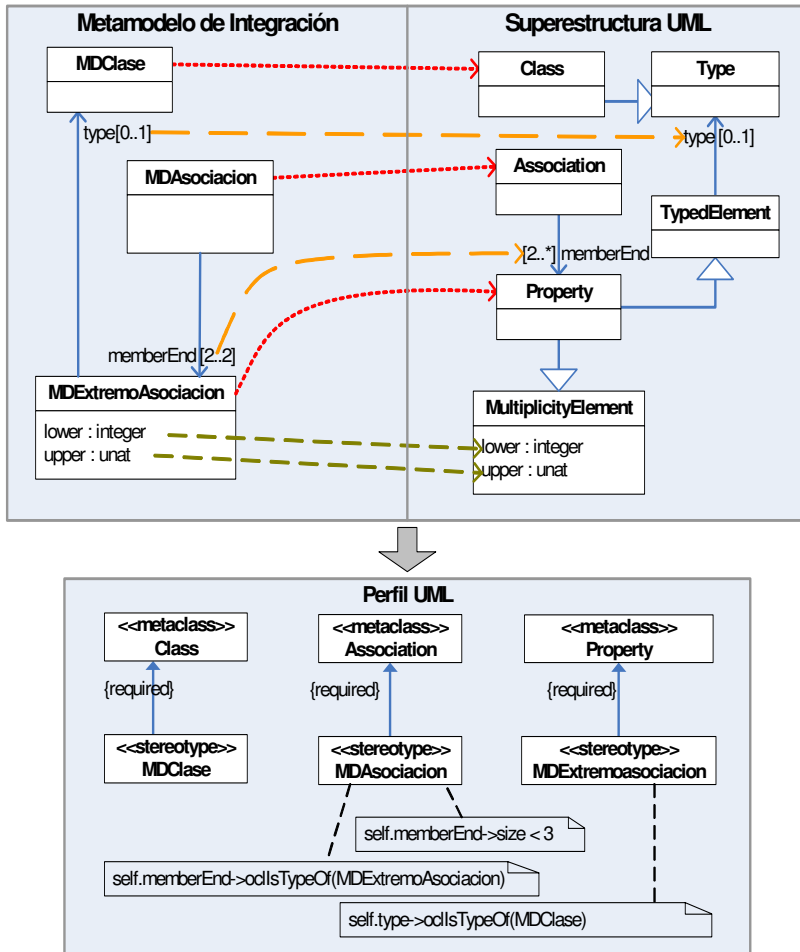 Metamodelo de Integración
Superestructura UML
MDClase
Class
Type
type[0..1]
type[0..1]
MDAsociacion
Association
TypedElement
[2..*] memberEnd
Property
memberEnd [2..2]
MDExtremoAsociacion
lower : integer
upper : unat
MultiplicityElement
lower : integer
upper : unat
Perfil UML
<<metaclass>>
Class
<<metaclass>>
Association
<<metaclass>>
Property
{required}
{required}
{required}
<<stereotype>>
MDClase
<<stereotype>>
MDAsociacion
<<stereotype>>
MDExtremoasociacion
self.memberEnd->size < 3
self.memberEnd->oclIsTypeOf(MDExtremoAsociacion)
self.type->oclIsTypeOf(MDClase)